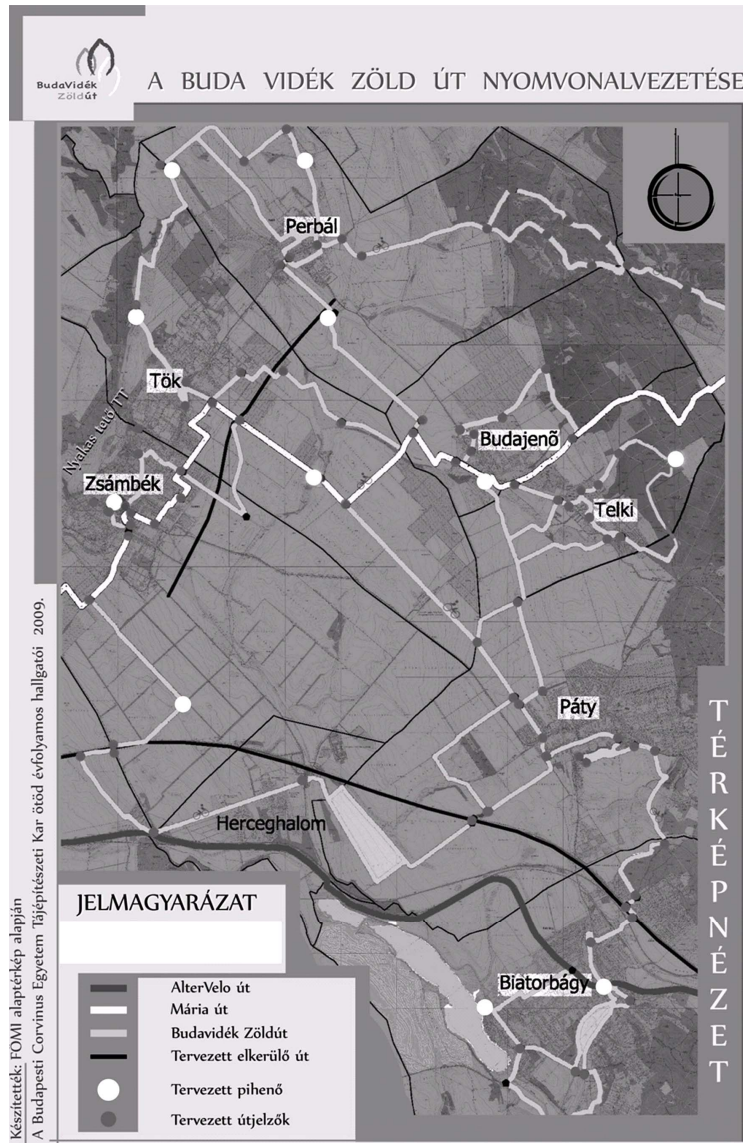 BudaVidék
Zöldút
A BUDA VIDÉK ZÖLD ÚT NYOMVONALVEZETÉSE
Perbál
Tök
Nyakas tető TT
Budajenő
Zsámbék
Telki
Páty
Herceghalom
Biatorbágy
TÉRKÉPNÉZET
JELMAGYARÁZAT
AlterVelo út
Mária út
Budavidék Zöldút
Tervezett elkerülő út
Tervezett pihenő
Tervezett útjelzők
Készítették: FOMI alaptérkép alapján
A Budapesti Corvinus Egyetem Tájépítészeti Kar ötöd évfolyamos hallgatói 2009.